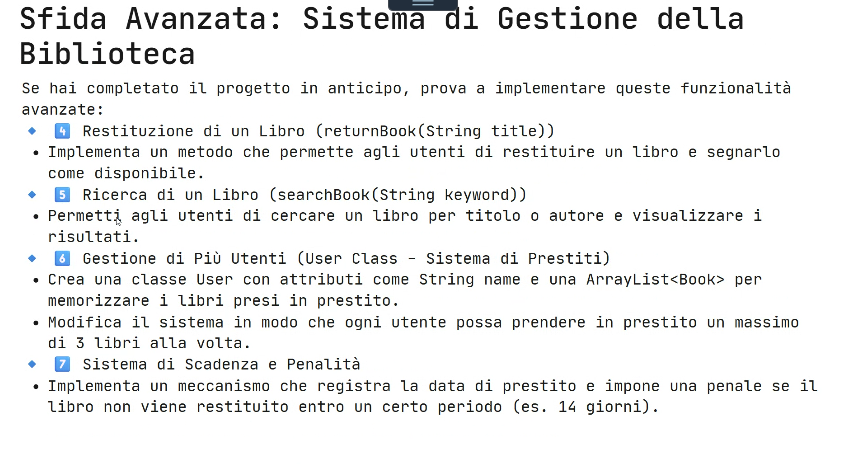 Sfida Avanzata: Sistema di Gestione della
Biblioteca
Se hai completato il progetto in anticipo, prova a implementare queste funzionalità
avanzate:
🔹 4️⃣ Restituzione di un Libro (returnBook(String title))
• Implementa un metodo che permette agli utenti di restituire un libro e segnarlo
come disponibile.
🔹 5️⃣ Ricerca di un Libro (searchBook(String keyword))
• Permetti agli utenti di cercare un libro per titolo o autore e visualizzare i
risultati.
🔹 6️⃣ Gestione di Più Utenti (User Class - Sistema di Prestiti)
• Crea una classe User con attributi come String name e una ArrayList<Book> per
memorizzare i libri presi in prestito.
• Modifica il sistema in modo che ogni utente possa prendere in prestito un massimo
di 3 libri alla volta.
🔹 7️⃣ Sistema di Scadenza e Penalità
• Implementa un meccanismo che registra la data di prestito e impone una penale se il
libro non viene restituito entro un certo periodo (es. 14 giorni).